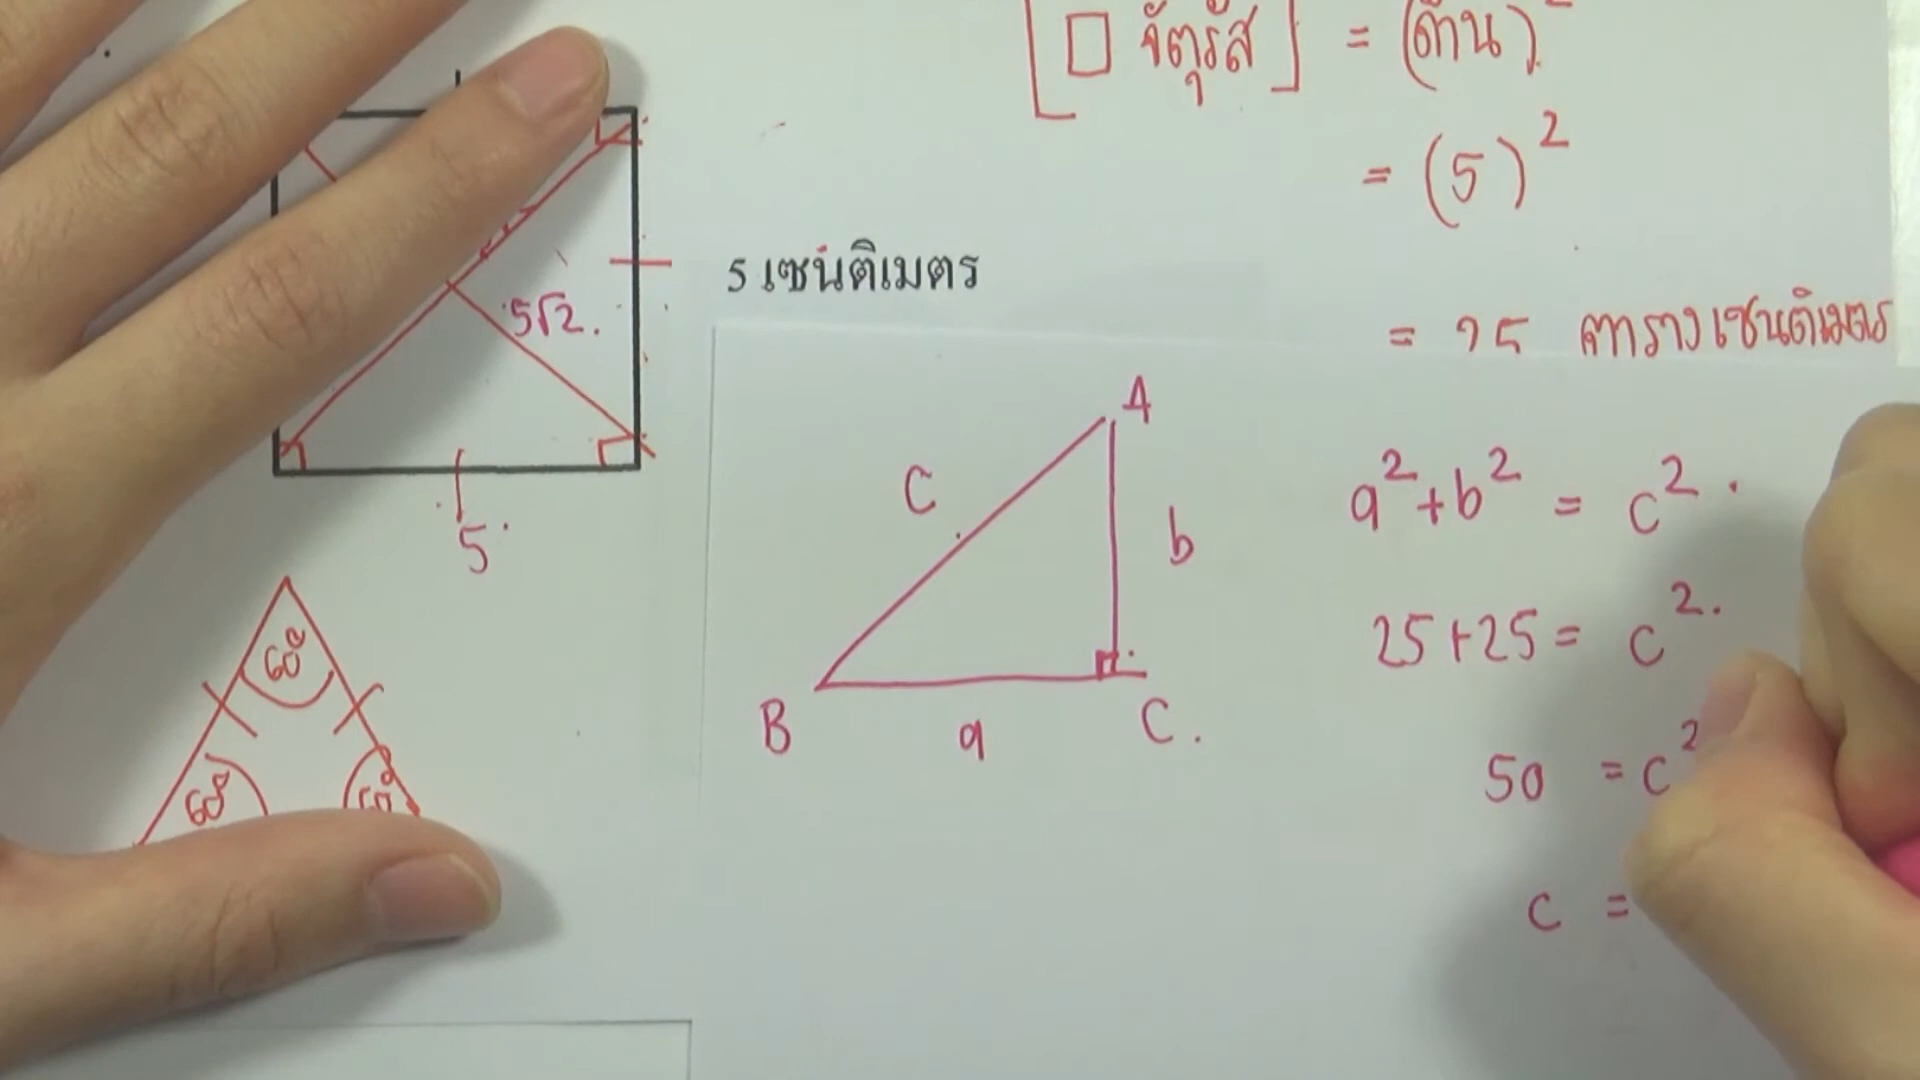 [□ จัตุรัส] = (ด้าน)²
= (5)²
5 เซนติเมตร
= 25 ตารางเซนติเมตร
5√2.
5
A
C
b
B
a
C.
a² + b² = c².
25 + 25 = c².
50 = c²
c =
60°
60°
60°